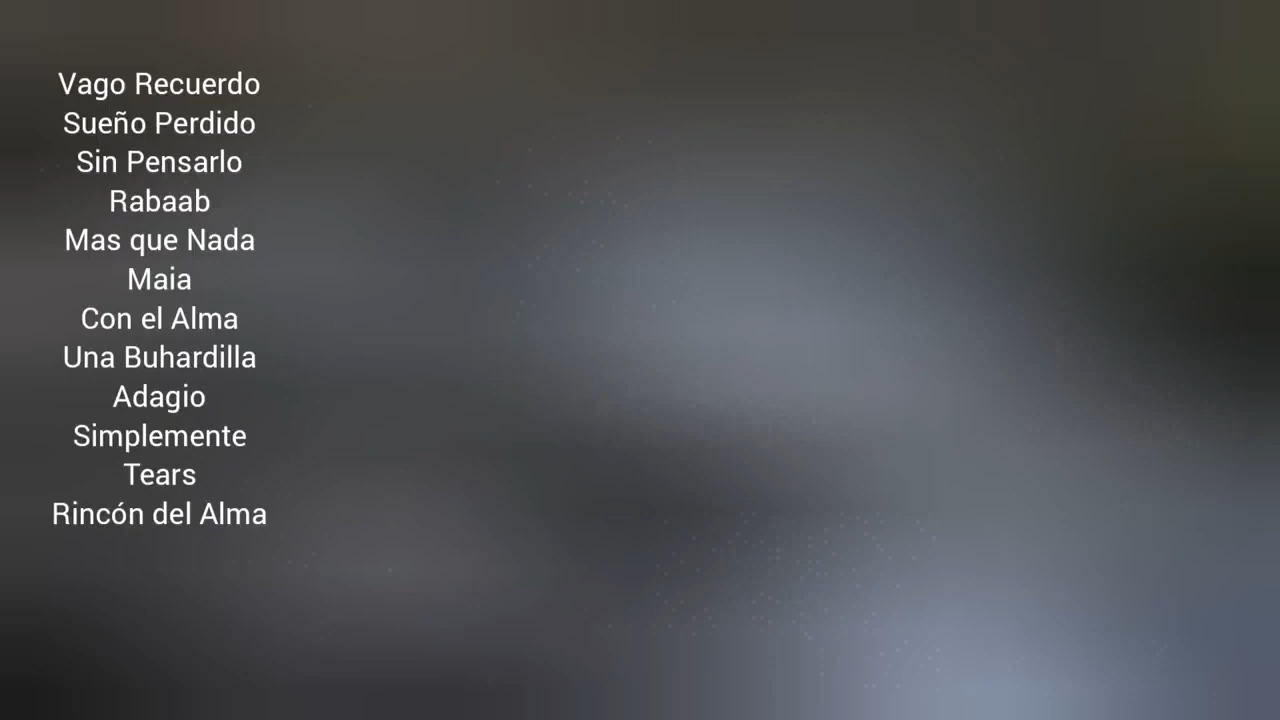 Vago Recuerdo
Sueño Perdido
Sin Pensarlo
Rabaab
Mas que Nada
Maia
Con el Alma
Una Buhardilla
Adagio
Simplemente
Tears
Rincón del Alma